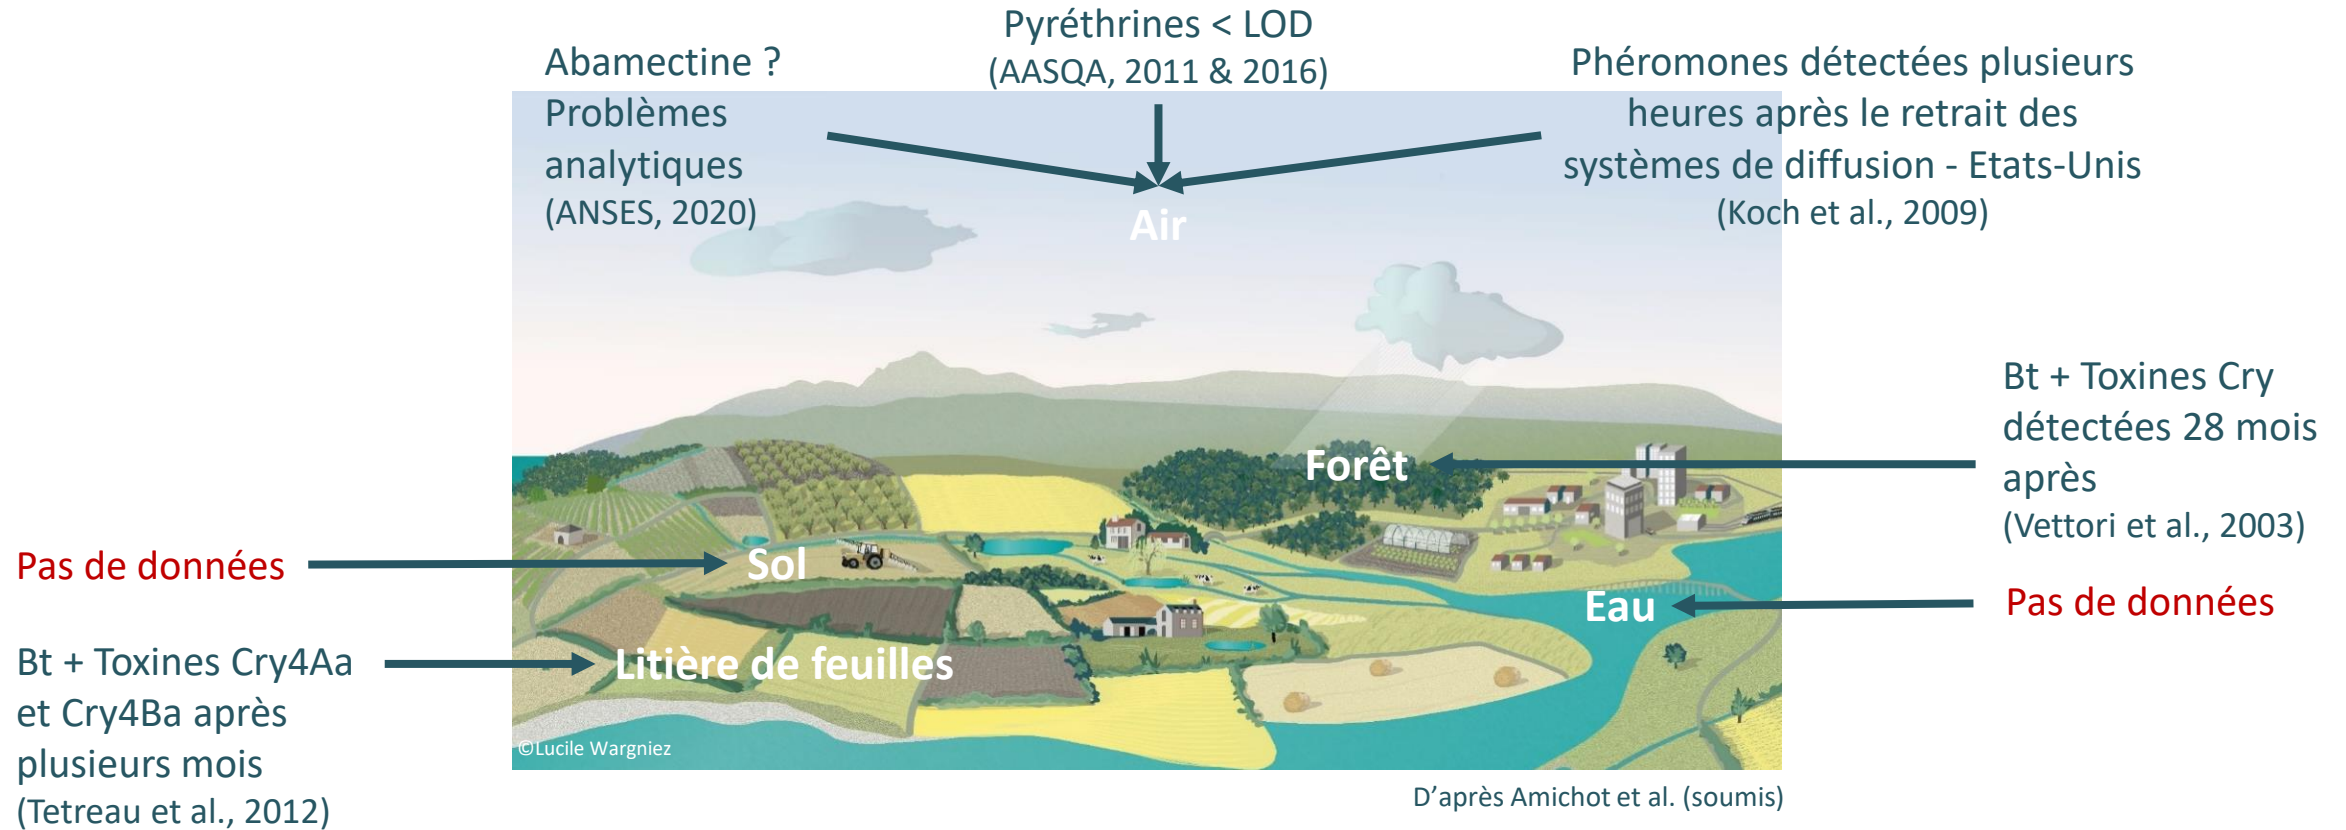 Pyréthrines < LOD
(AASQA, 2011 & 2016)
Abamectine ?
Problèmes
analytiques
(ANSES, 2020)
Phéromones détectées plusieurs
heures après le retrait des
systèmes de diffusion - Etats-Unis
(Koch et al., 2009)
Air
Bt + Toxines Cry
détectées 28 mois
après
(Vettori et al., 2003)
Forêt
Pas de données
Sol
Eau
Pas de données
Bt + Toxines Cry4Aa
et Cry4Ba après
plusieurs mois
(Tetreau et al., 2012)
Litière de feuilles
©Lucile Wargniez
D’après Amichot et al. (soumis)